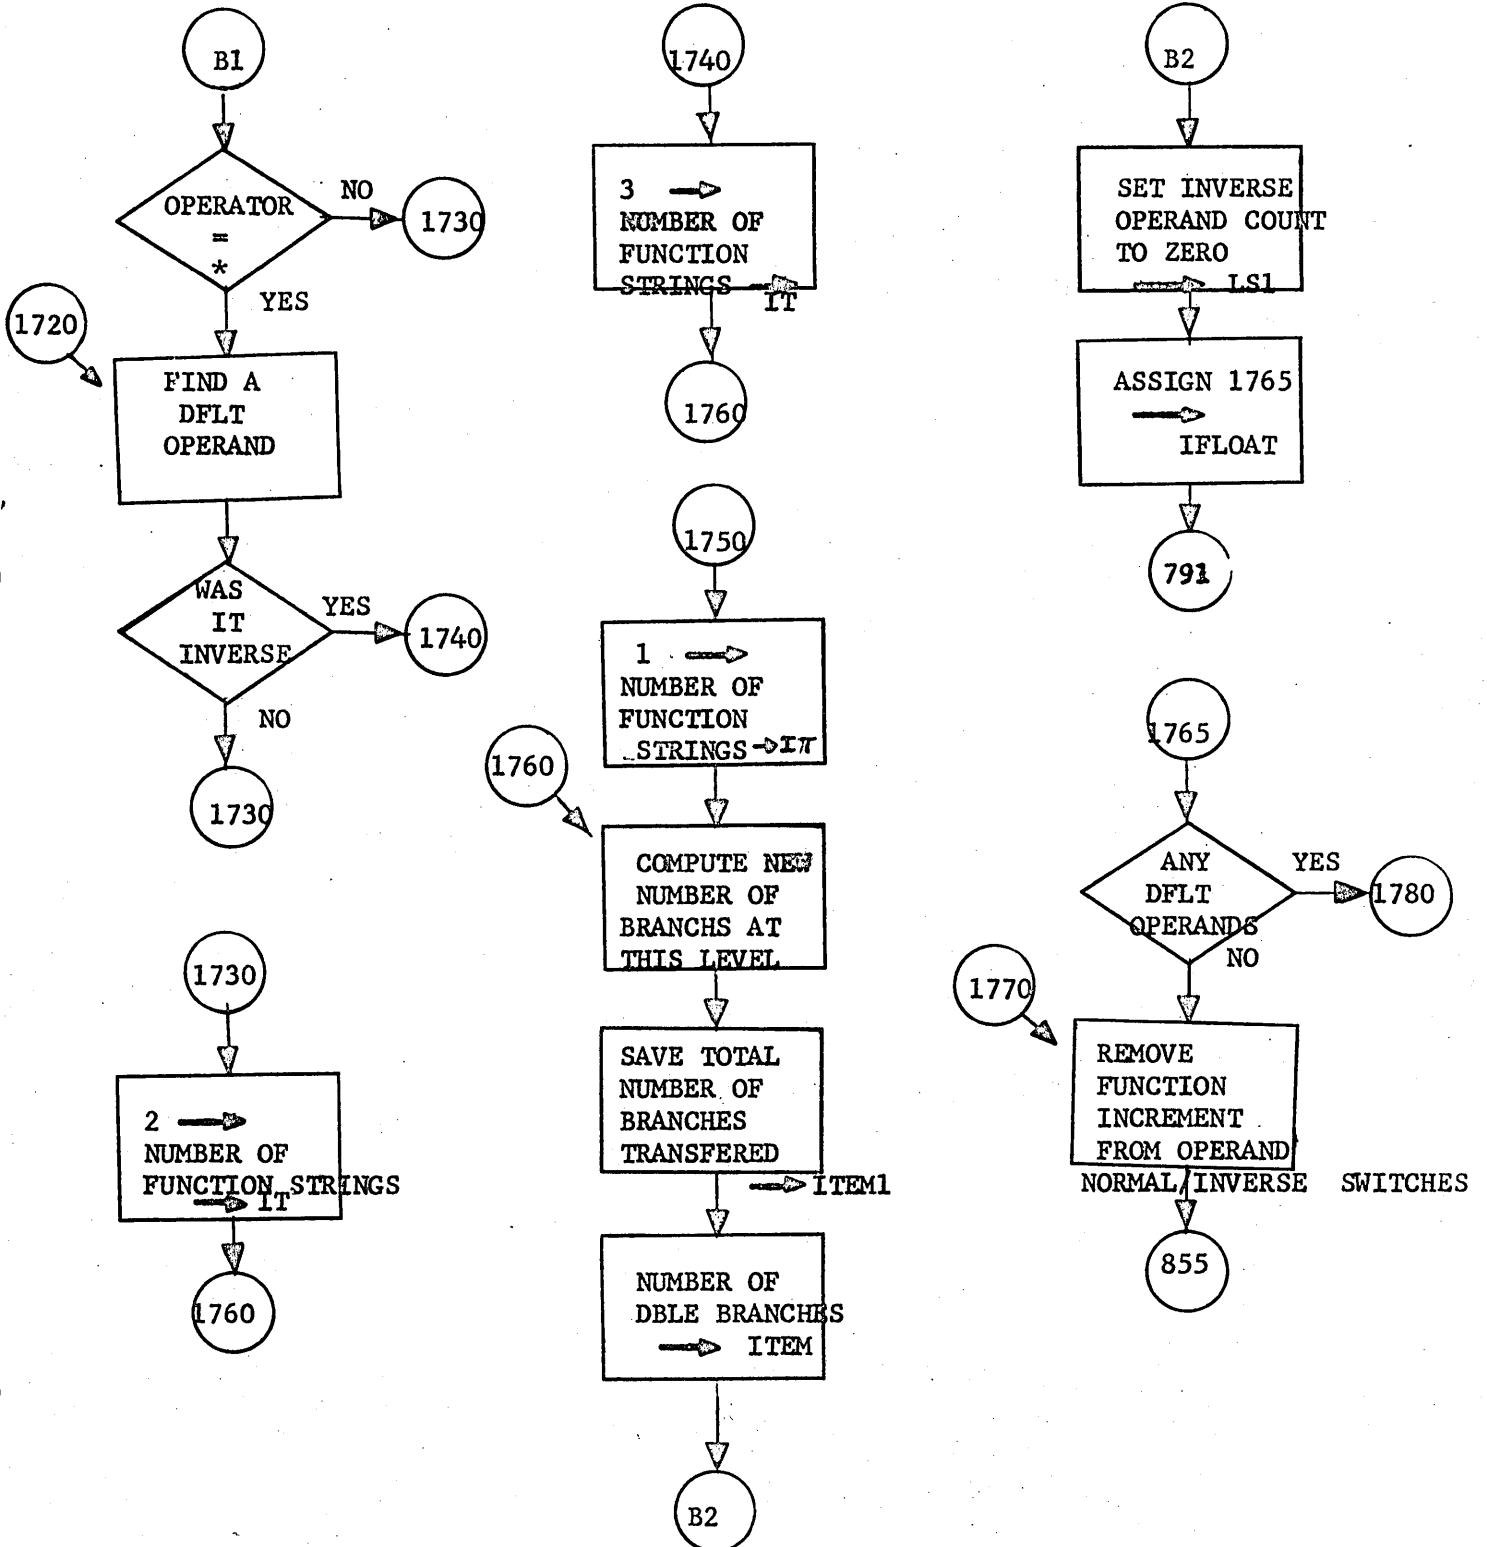 B1
OPERATOR
=
*
NO
1730
YES
1720
FIND A
DFLT
OPERAND
WAS
IT
INVERSE
YES
1740
NO
1730
1730
2
NUMBER OF
FUNCTION STRINGS
IT
1760
1740
3
NUMBER OF
FUNCTION
STRINGS
IT
1760
1750
1
NUMBER OF
FUNCTION
STRINGS
1760
COMPUTE NEW
NUMBER OF
BRANCHS AT
THIS LEVEL
SAVE TOTAL
NUMBER OF
BRANCHES
TRANSFERED
ITEM1
NUMBER OF
DBLE BRANCHES
ITEM
B2
B2
SET INVERSE
OPERAND COUNT
TO ZERO
LS1
ASSIGN 1765
IFLOAT
791
1765
ANY
DFLT
OPERANDS
YES
1780
NO
1770
REMOVE
FUNCTION
INCREMENT
FROM OPERAND
NORMAL/INVERSE SWITCHES
855